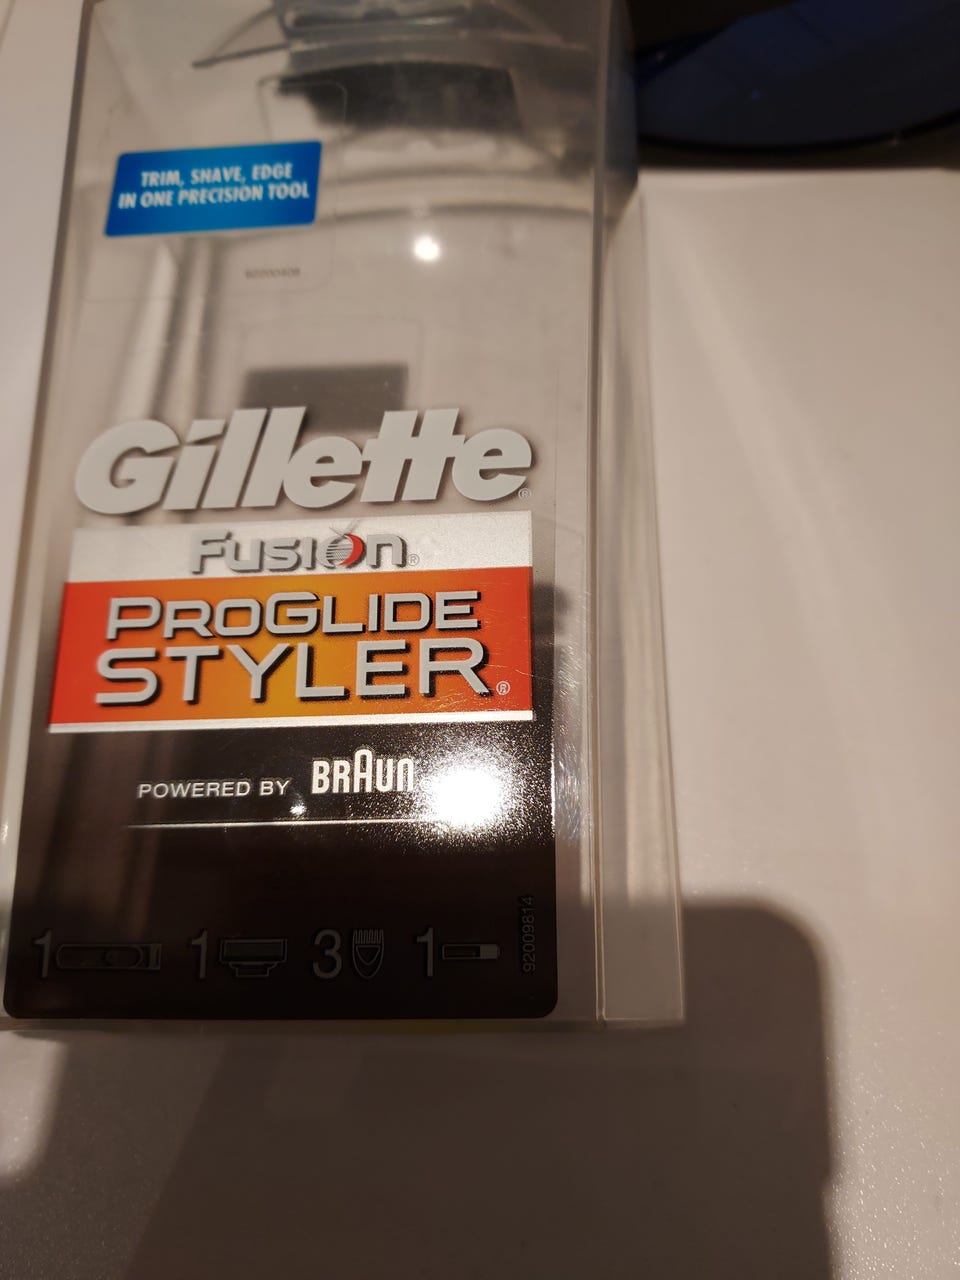 TRIM, SHAVE, EDGE
IN ONE PRECISION TOOL
92200408
Gillette®
Fusion®
PROGLIDE
STYLER®
POWERED BY BRAUN
1 1 3 1
92009814